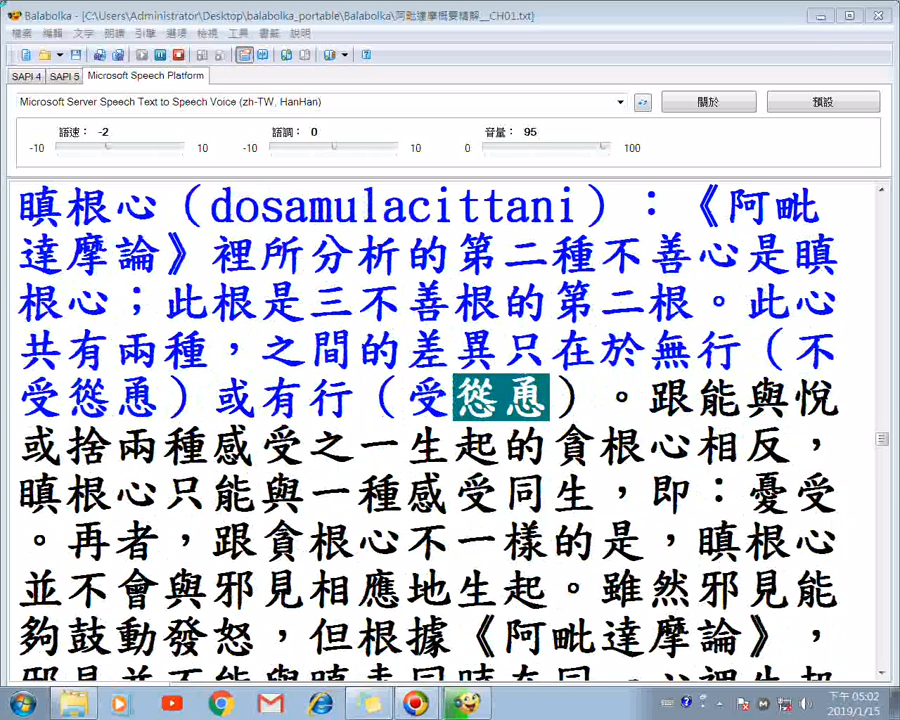 Balabolka - [C:\Users\Administrator\Desktop\balabolka_portable\Balabolka\阿毗達摩概要精解__CH01.txt]
檔案 編輯 文字 朗讀 引擎 選項 檢視 工具 書籤 說明
SAPI 4 SAPI 5 Microsoft Speech Platform
Microsoft Server Speech Text to Speech Voice (zh-TW, HanHan) 關於 預設
語速： -2 語調： 0 音量： 95
-10 10 -10 10 0 100
瞋根心（dosamulacittani）：《阿毗
達摩論》裡所分析的第二種不善心是瞋
根心；此根是三不善根的第二根。此心
共有兩種，之間的差異只在於無行（不
受慫恿）或有行（受慫恿）。跟能與悅
或捨兩種感受之一生起的貪根心相反，
瞋根心只能與一種感受同生，即：憂受
。再者，跟貪根心不一樣的是，瞋根心
並不會與邪見相應地生起。雖然邪見能
夠鼓動發怒，但根據《阿毗達摩論》，
下午 05:02
2019/1/15